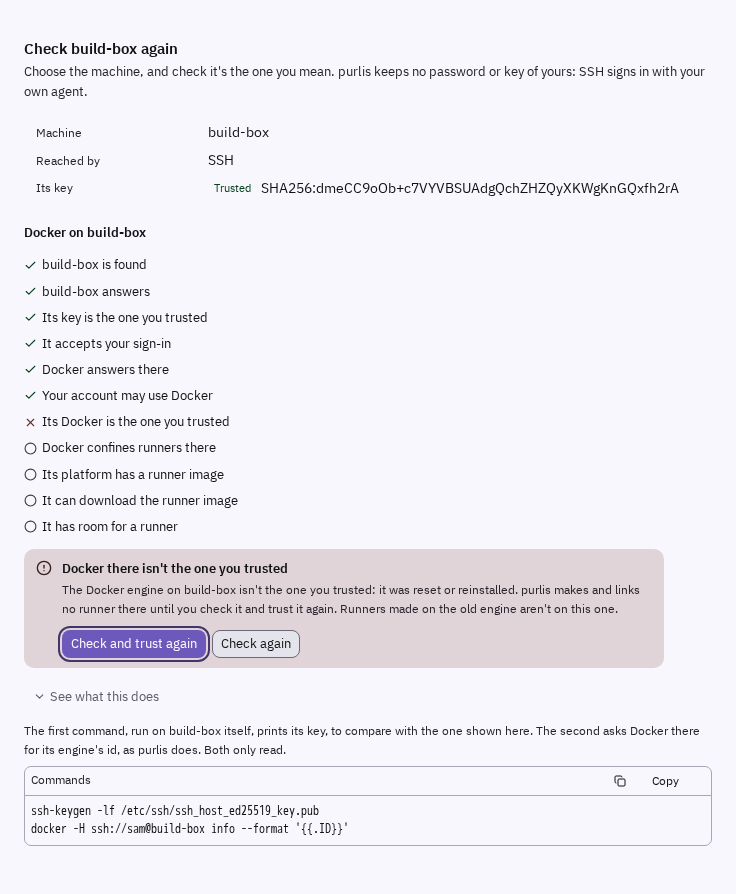 Check build-box again
Choose the machine, and check it's the one you mean. purlis keeps no password or key of yours: SSH signs in with your
own agent.
Machine build-box
Reached by SSH
Its key Trusted SHA256:dmeCC9oOb+c7VYVBSUAdgQchZHZQyXKWgKnGQxfh2rA
Docker on build-box
build-box is found
build-box answers
Its key is the one you trusted
It accepts your sign-in
Docker answers there
Your account may use Docker
Its Docker is the one you trusted
Docker confines runners there
Its platform has a runner image
It can download the runner image
It has room for a runner
Docker there isn't the one you trusted
The Docker engine on build-box isn't the one you trusted: it was reset or reinstalled. purlis makes and links
no runner there until you check it and trust it again. Runners made on the old engine aren't on this one.
Check and trust again Check again
See what this does
The first command, run on build-box itself, prints its key, to compare with the one shown here. The second asks Docker there
for its engine's id, as purlis does. Both only read.
Commands Copy
ssh-keygen -lf /etc/ssh/ssh_host_ed25519_key.pub
docker -H ssh://sam@build-box info --format '{{.ID}}'